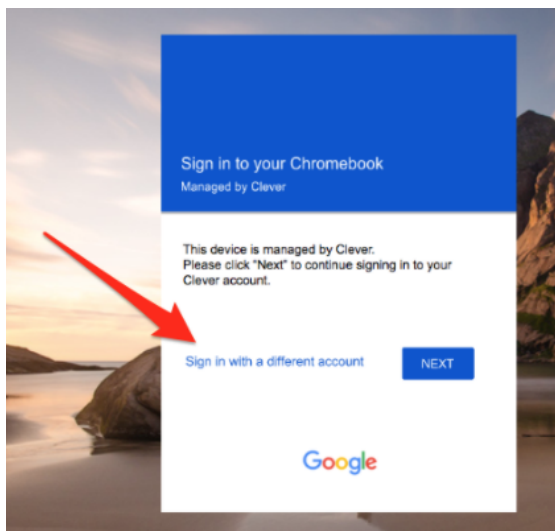 Sign in to your Chromebook
Managed by Clever
This device is managed by Clever.
Please click "Next" to continue signing in to your
Clever account.
Sign in with a different account
NEXT
Google